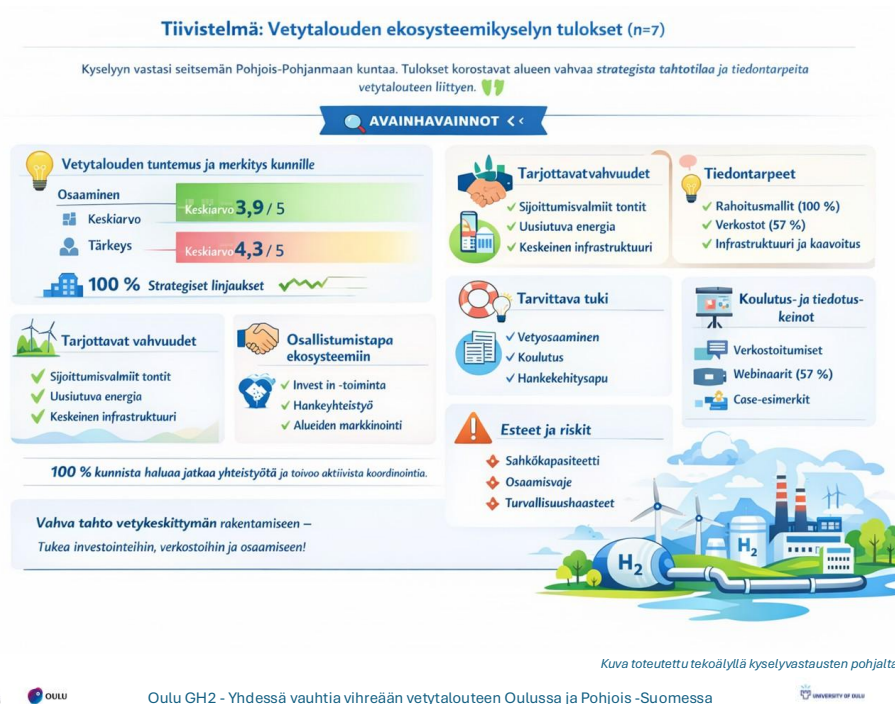 Tiivistelmä: Vetytalouden ekosysteemikyselyn tulokset (n=7)
Kyselyyn vastasi seitsemän Pohjois-Pohjanmaan kuntaa. Tulokset korostavat alueen vahvaa strategista tahtotilaa ja tiedontarpeita
vetytalouteen liittyen.
AVAINHAVAINNOT
Vetytalouden tuntemus ja merkitys kunnille
Osaaminen
Keskiarvo
Keskiarvo 3,9 / 5
Tärkeys
Keskiarvo 4,3 / 5
100 % Strategiset linjaukset
Tarjottavat vahvuudet
Sijoittumisvalmiit tontit
Uusiutuva energia
Keskeinen infrastruktuuri
Osallistumistapa
ekosysteemiin
Invest in -toiminta
Hankeyhteistyö
Alueiden markkinointi
100 % kunnista haluaa jatkaa yhteistyötä ja toivoo aktiivista koordinointia.
Vahva tahto vetykeskittymän rakentamiseen –
Tukea investointeihin, verkostoihin ja osaamiseen!
Tarjottavat vahvuudet
Sijoittumisvalmiit tontit
Uusiutuva energia
Keskeinen infrastruktuuri
Tiedontarpeet
Rahoitusmallit (100 %)
Verkostot (57 %)
Infrastruktuuri ja kaavoitus
Tarvittava tuki
Vetyosaaminen
Koulutus
Hankekehitysapu
Koulutus- ja tiedotus-
keinot
Verkostoitumiset
Webinaarit (57 %)
Case-esimerkit
Esteet ja riskit
Sahkökapasiteetti
Osaamisvaje
Turvallisuushaasteet
H2
H2
Kuva toteutettu tekoälyllä kyselyvastausten pohjalta
OULU
Oulu GH2 - Yhdessä vauhtia vihreään vetytalouteen Oulussa ja Pohjois -Suomessa
UNIVERSITY OF OULU